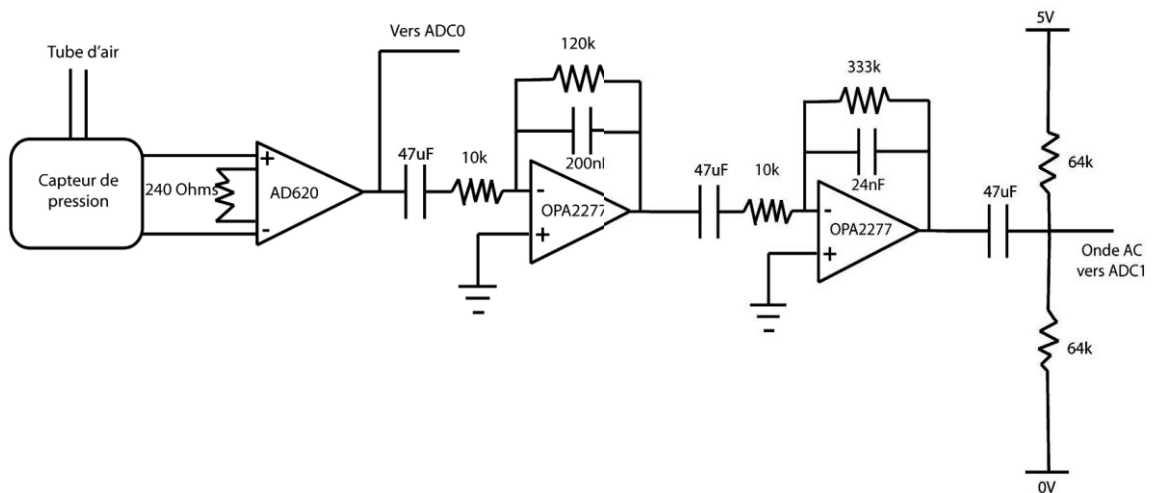 Tube d'air
Capteur de
pression
240 Ohms
+
-
AD620
Vers ADC0
47uF
10k
120k
200nF
-
+
OPA2277
47uF
10k
333k
24nF
-
+
OPA2277
47uF
5V
64k
Onde AC
vers ADC1
64k
0V